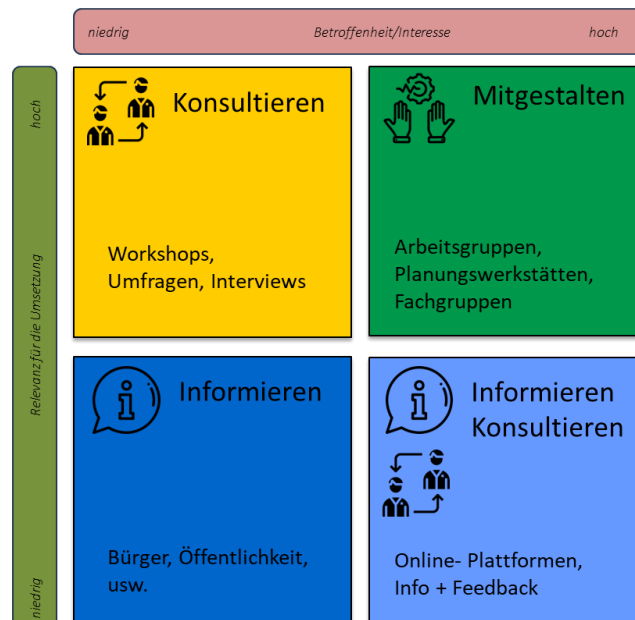 niedrig Betroffenheit/Interesse hoch
hoch
Relevanz für die Umsetzung
niedrig
Konsultieren
Workshops,
Umfragen, Interviews
Mitgestalten
Arbeitsgruppen,
Planungswerkstätten,
Fachgruppen
Informieren
Bürger, Öffentlichkeit,
usw.
Informieren
Konsultieren
Online- Plattformen,
Info + Feedback